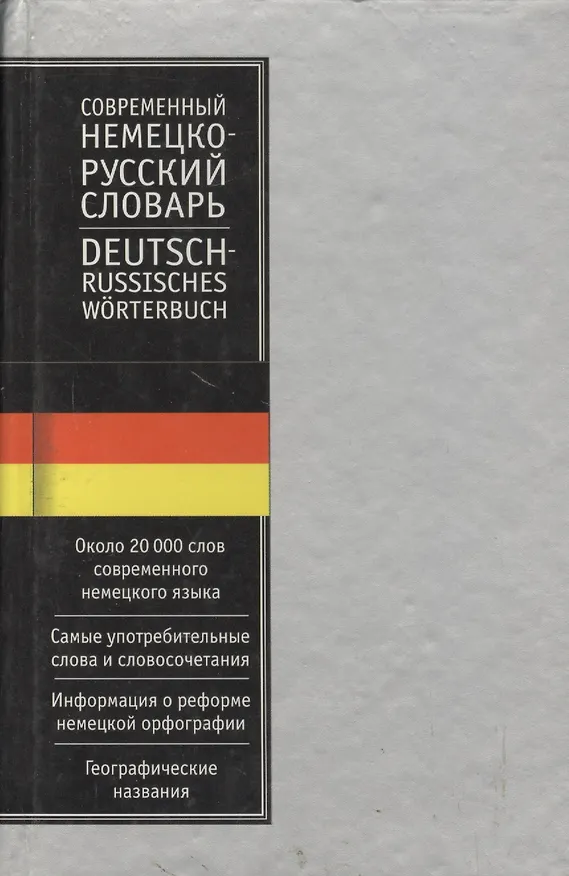 СОВРЕМЕННЫЙ
НЕМЕЦКО-
РУССКИЙ
СЛОВАРЬ
DEUTSCH-
RUSSISCHES
WÖRTERBUCH
Около 20 000 слов
современного
немецкого языка
Самые употребительные
слова и словосочетания
Информация о реформе
немецкой орфографии
Географические
названия